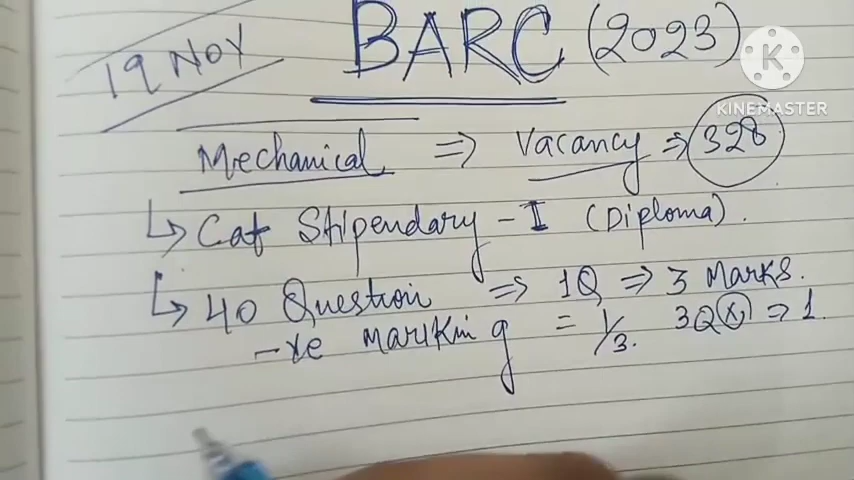 BARC (2023)
19 NOV
K
KINEMASTER
Mechanical => Vacancy => 328
↳ Cat Stipendary - I (Diploma).
↳ 40 Question => 1Q => 3 Marks.
-ve marking = 1/3. 3Q(x) => 1.